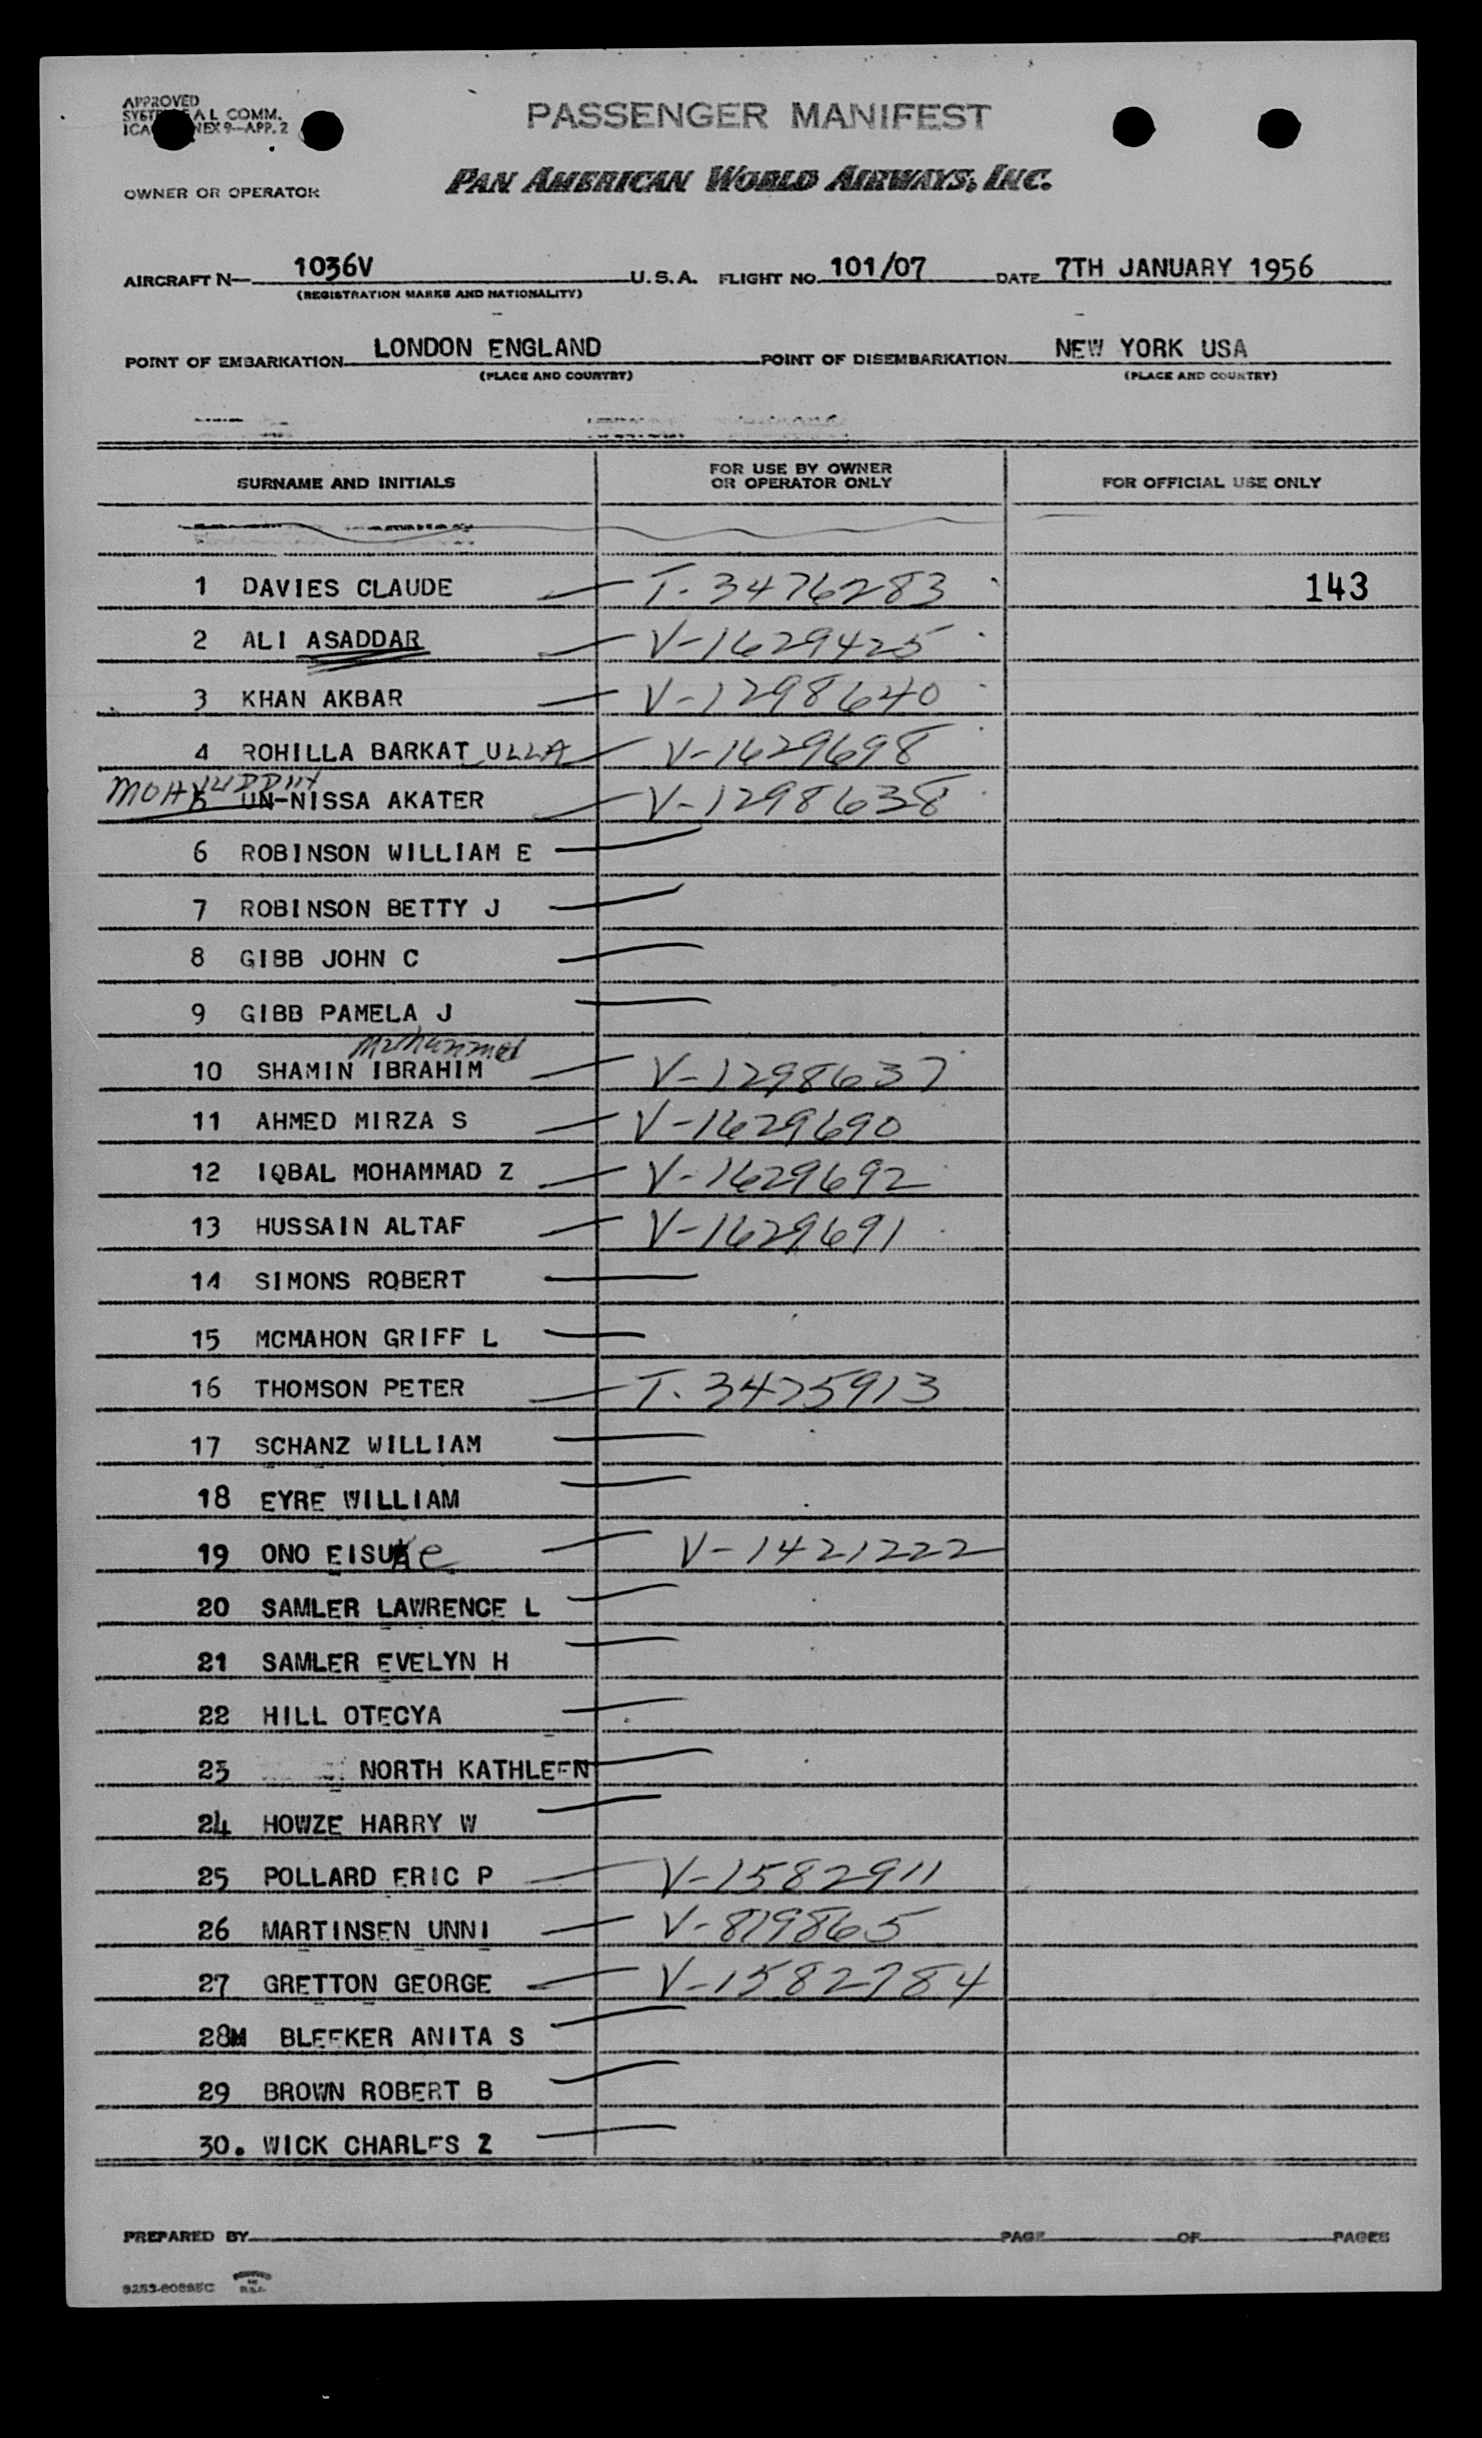 APPROVED
AL COMM.
NEX 9-APP. 2
PASSENGER MANIFEST
PAN AMERICAN WORLD AIRWAYS, INC.
OWNER OR OPERATOR
AIRCRAFT N- 1036V U.S.A. FLIGHT NO. 101/07 DATE 7TH JANUARY 1956
(REGISTRATION MARKS AND NATIONALITY)
POINT OF EMBARKATION LONDON ENGLAND POINT OF DISEMBARKATION NEW YORK USA
(PLACE AND COUNTRY) (PLACE AND COUNTRY)
SURNAME AND INITIALS FOR USE BY OWNER OR OPERATOR ONLY FOR OFFICIAL USE ONLY
1 DAVIES CLAUDE T. 3476283 143
2 ALI ASADDAR V-1629425
3 KHAN AKBAR V-1298640
4 ROHILLA BARKAT ULLA V-1629698
UN-NISSA AKATER V-1298638
6 ROBINSON WILLIAM E
7 ROBINSON BETTY J
8 GIBB JOHN C
9 GIBB PAMELA J
Mohammed
10 SHAMIN IBRAHIM V-1298637
11 AHMED MIRZA S V-1629690
12 IQBAL MOHAMMAD Z V-1629692
13 HUSSAIN ALTAF V-1629691
14 SIMONS ROBERT
15 MCMAHON GRIFF L
16 THOMSON PETER T. 3475913
17 SCHANZ WILLIAM
18 EYRE WILLIAM
19 ONO EISUKe V-1421222
20 SAMLER LAWRENCE L
21 SAMLER EVELYN H
22 HILL OTECYA
23 NORTH KATHLEEN
24 HOWZE HARRY W
25 POLLARD ERIC P V-1582911
26 MARTINSEN UNNI V-819865
27 GRETTON GEORGE V-1582784
28M BLEEKER ANITA S
29 BROWN ROBERT B
30. WICK CHARLES Z
PREPARED BY PAGE OF PAGES